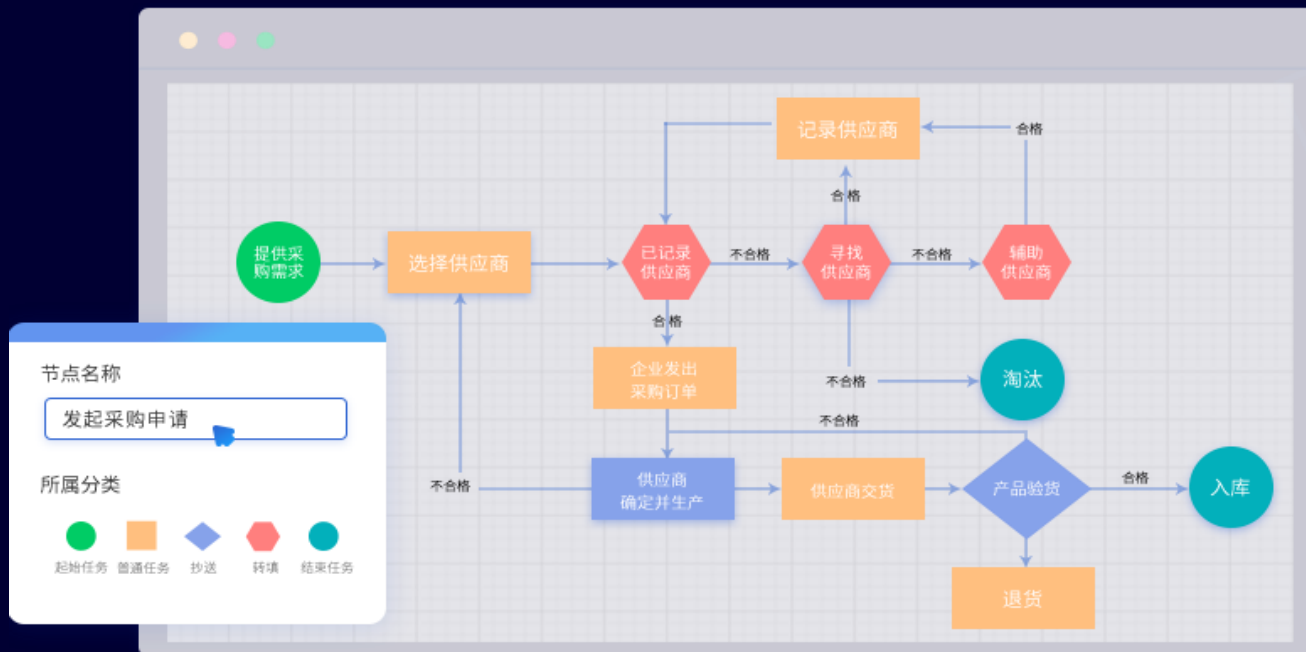 记录供应商
合格
合格
提供采
购需求
选择供应商
已记录
供应商
不合格
寻找
供应商
不合格
辅助
供应商
合格
企业发出
采购订单
不合格
淘汰
不合格
节点名称
发起采购申请
所属分类
起始任务
普通任务
抄送
转填
结束任务
不合格
供应商
确定并生产
供应商交货
产品验货
合格
入库
退货